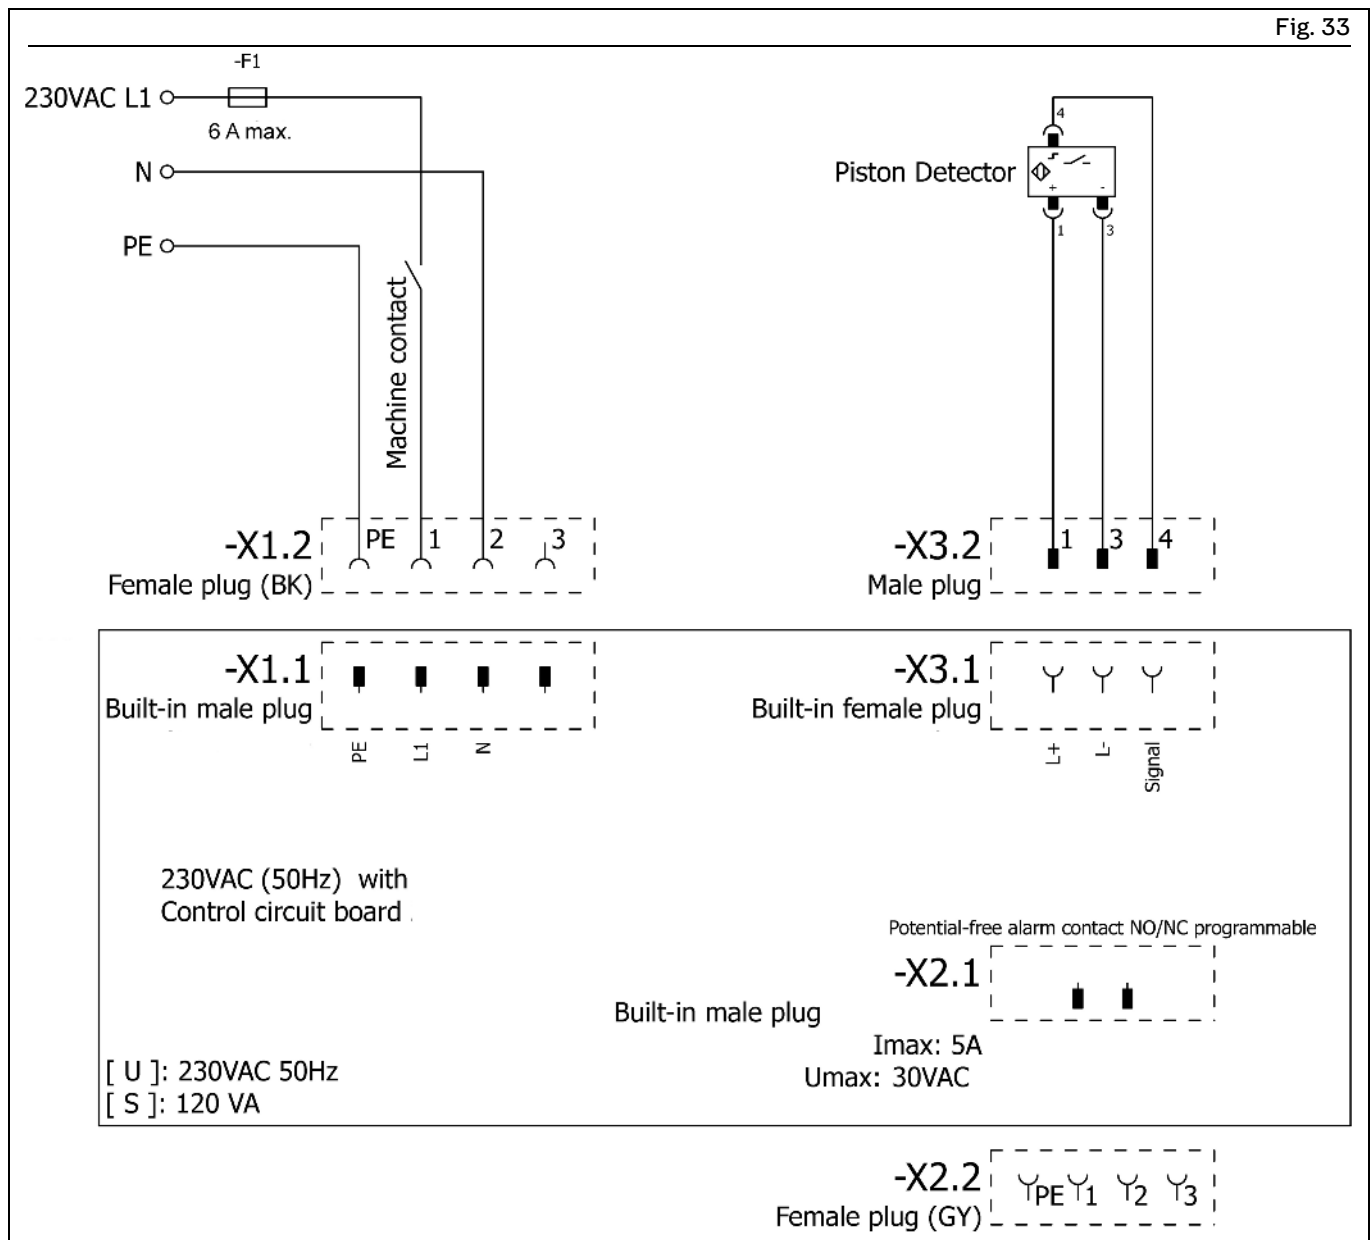 Fig. 33
-F1
230VAC L1
6 A max.
N
PE
Machine contact
4
Piston Detector
+ -
1 3
-X1.2
PE 1 2 3
Female plug (BK)
-X3.2
1 3 4
Male plug
-X1.1
Built-in male plug
PE L1 N
-X3.1
Built-in female plug
L+ L- Signal
230VAC (50Hz) with
Control circuit board
Potential-free alarm contact NO/NC programmable
-X2.1
Built-in male plug
Imax: 5A
Umax: 30VAC
[ U ]: 230VAC 50Hz
[ S ]: 120 VA
-X2.2
PE 1 2 3
Female plug (GY)